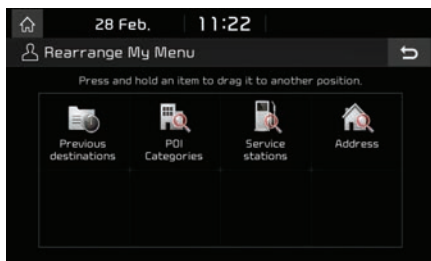 28 Feb. 11:22
Rearrange My Menu
Press and hold an item to drag it to another position.
Previous destinations
POI Categories
Service stations
Address